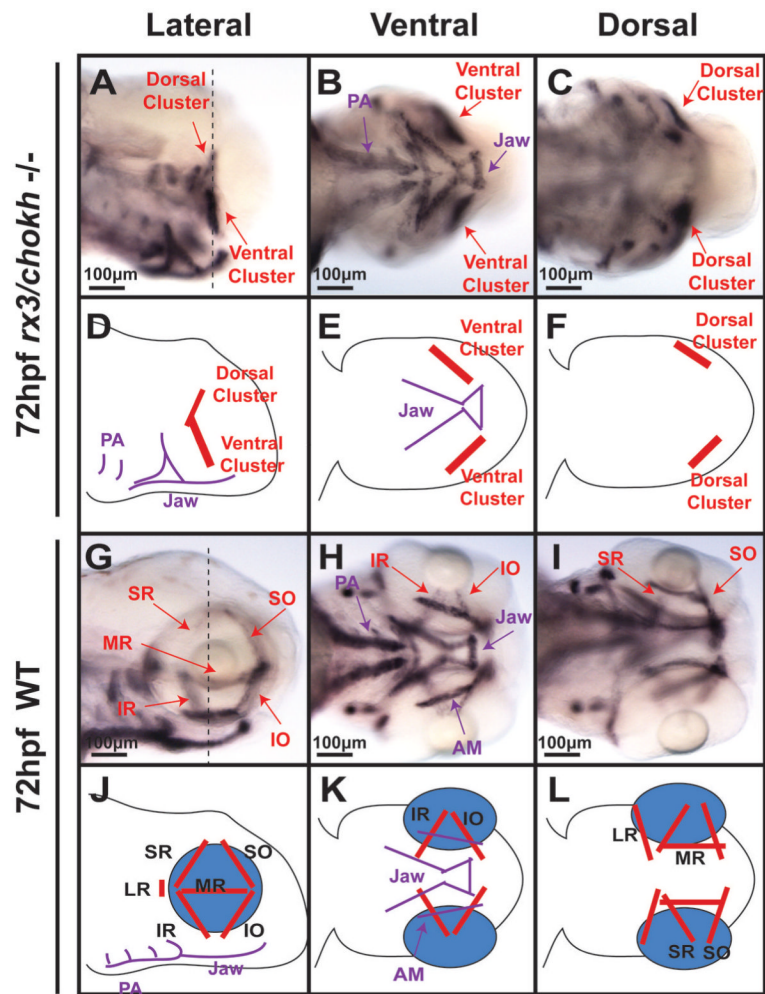 Lateral Ventral Dorsal
72hpf rx3/chokh -/-
A
Dorsal
Cluster
Ventral
Cluster
100µm
B
Ventral
Cluster
PA
Jaw
Ventral
Cluster
100µm
C
Dorsal
Cluster
Dorsal
Cluster
100µm
D
Dorsal
Cluster
PA
Ventral
Cluster
Jaw
E
Ventral
Cluster
Jaw
Ventral
Cluster
F
Dorsal
Cluster
Dorsal
Cluster
72hpf WT
G
SR
SO
MR
IR
IO
100µm
H
IR
IO
PA
Jaw
AM
100µm
I
SR
SO
100µm
J
SR
SO
LR
MR
IR
IO
Jaw
PA
K
IR
IO
Jaw
AM
L
LR
MR
SR
SO